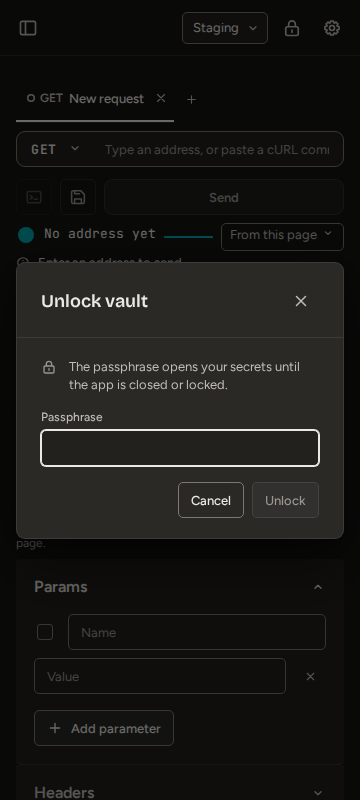 Staging
GET New request
GET
Type an address, or paste a cURL com
Send
No address yet
From this page
Enter an address to send
Unlock vault
The passphrase opens your secrets until
the app is closed or locked.
Passphrase
Cancel
Unlock
page.
Params
Name
Value
Add parameter
Headers